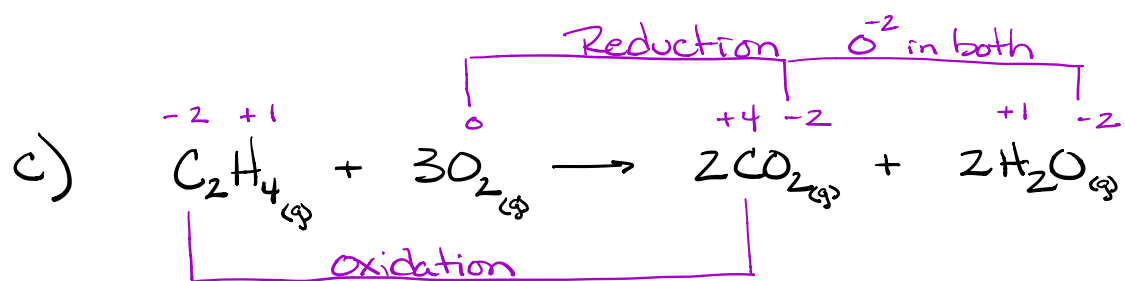 Reduction O⁻² in both
-2 +1 0 +4 -2 +1 -2
c) C₂H₄(g) + 3O₂(g) → 2CO₂(g) + 2H₂O(g)
Oxidation